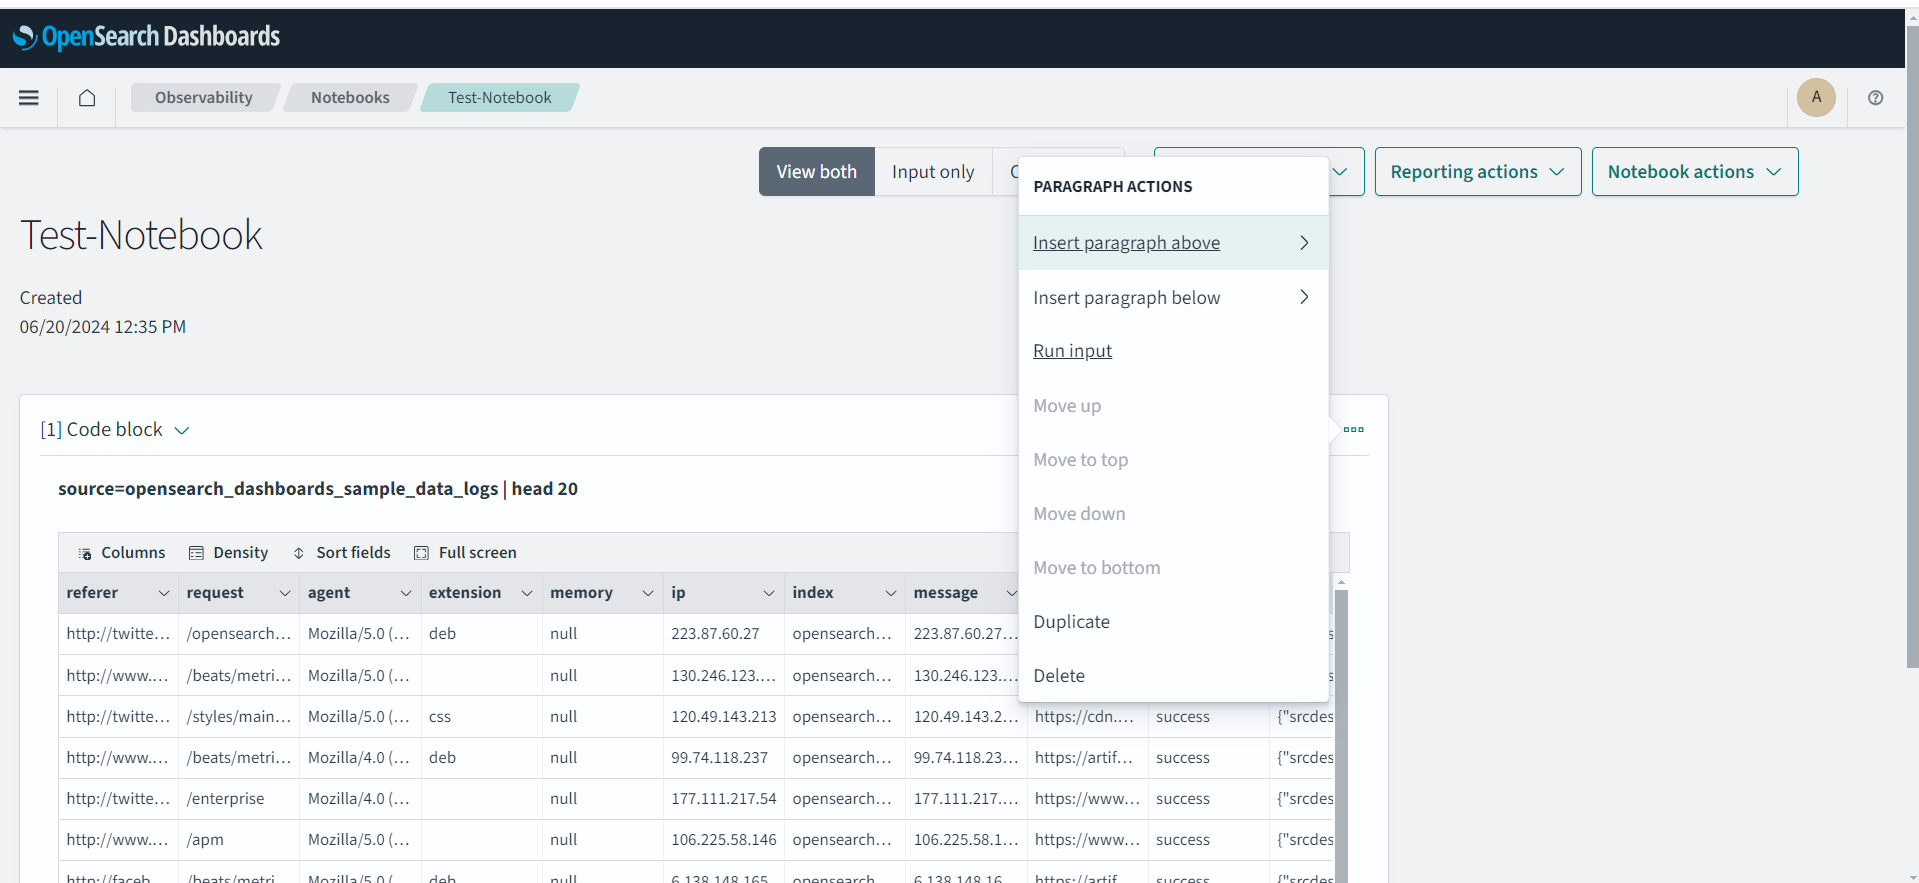 OpenSearch Dashboards
Observability Notebooks Test-Notebook A
View both Input only Reporting actions Notebook actions
PARAGRAPH ACTIONS
Test-Notebook
Insert paragraph above
Created
Insert paragraph below
06/20/2024 12:35 PM
Run input
Move up
[1] Code block
Move to top
source=opensearch_dashboards_sample_data_logs | head 20
Move down
Columns Density Sort fields Full screen
Move to bottom
referer request agent extension memory ip index message
Duplicate
http://twitte... /opensearch... Mozilla/5.0 (... deb null 223.87.60.27 opensearch... 223.87.60.27...
http://www.... /beats/metri... Mozilla/5.0 (... null 130.246.123.... opensearch... 130.246.123....
Delete
http://twitte... /styles/main... Mozilla/5.0 (... css null 120.49.143.213 opensearch... 120.49.143.2... https://cdn.... success {"srcdes
http://www.... /beats/metri... Mozilla/4.0 (... deb null 99.74.118.237 opensearch... 99.74.118.23... https://artif... success {"srcdes
http://twitte... /enterprise Mozilla/4.0 (... null 177.111.217.54 opensearch... 177.111.217.... https://www... success {"srcdes
http://www.... /apm Mozilla/5.0 (... null 106.225.58.146 opensearch... 106.225.58.1... https://www... success {"srcdes
http://faceb... /beats/metri... Mozilla/5.0 (... deb null 6.138.148.165 opensearch... 6.138.148.16... https://artif... success {"srcdes